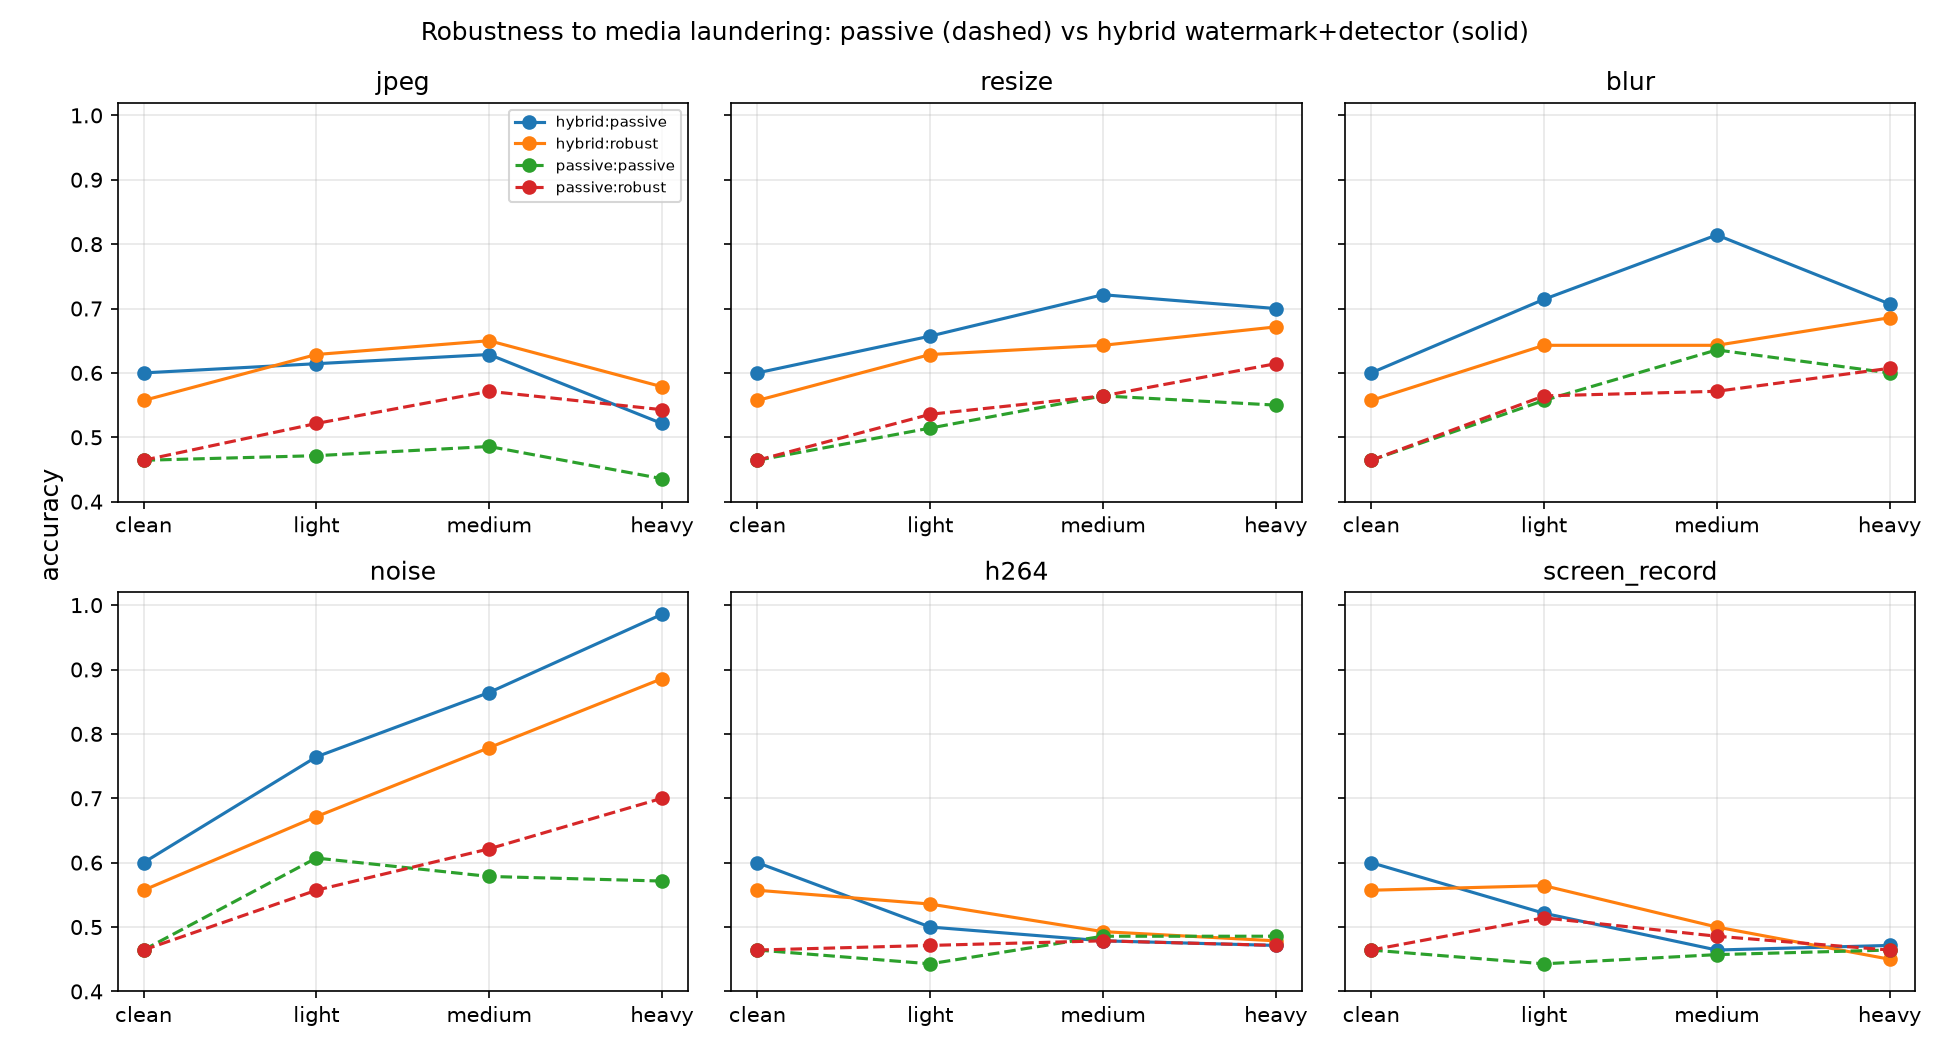 Robustness to media laundering: passive (dashed) vs hybrid watermark+detector (solid)
jpeg
resize
blur
1.0
0.9
0.8
0.7
0.6
0.5
0.4
hybrid:passive
hybrid:robust
passive:passive
passive:robust
clean light medium heavy
clean light medium heavy
clean light medium heavy
accuracy
noise
h264
screen_record
1.0
0.9
0.8
0.7
0.6
0.5
0.4
clean light medium heavy
clean light medium heavy
clean light medium heavy